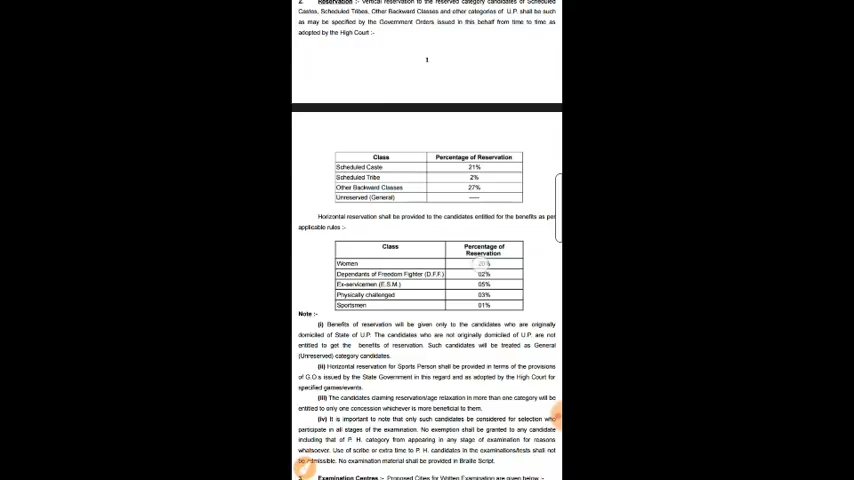 2. Reservation :- Vertical reservation to the reserved category candidates of Scheduled
Castes, Scheduled Tribes, Other Backward Classes and other categories of U.P. shall be such
as may be specified by the Government Orders issued in this behalf from time to time as
adopted by the High Court :-
1
Class Percentage of Reservation
Scheduled Caste 21%
Scheduled Tribe 2%
Other Backward Classes 27%
Unreserved (General) -----
Horizontal reservation shall be provided to the candidates entitled for the benefits as per
applicable rules :-
Class Percentage of
Reservation
Women 20%
Dependants of Freedom Fighter (D.F.F.) 02%
Ex-servicemen (E.S.M.) 05%
Physically challenged 03%
Sportsmen 01%
Note :-
(i) Benefits of reservation will be given only to the candidates who are originally
domiciled of State of U.P. The candidates who are not originally domiciled of U.P. are not
entitled to get the benefits of reservation. Such candidates will be treated as General
(Unreserved) category candidates.
(ii) Horizontal reservation for Sports Person shall be provided in terms of the provisions
of G.O.s issued by the State Government in this regard and as adopted by the High Court for
specified games/events.
(iii) The candidates claiming reservation/age relaxation in more than one category will be
entitled to only one concession whichever is more beneficial to them.
(iv) It is important to note that only such candidates be considered for selection who
participate in all stages of the examination. No exemption shall be granted to any candidate
including that of P. H. category from appearing in any stage of examination for reasons
whatsoever. Use of scribe or extra time to P. H. candidates in the examinations/tests shall not
be admissible. No examination material shall be provided in Braille Script.
3. Examination Centres :- Proposed Cities for Written Examination are given below :-